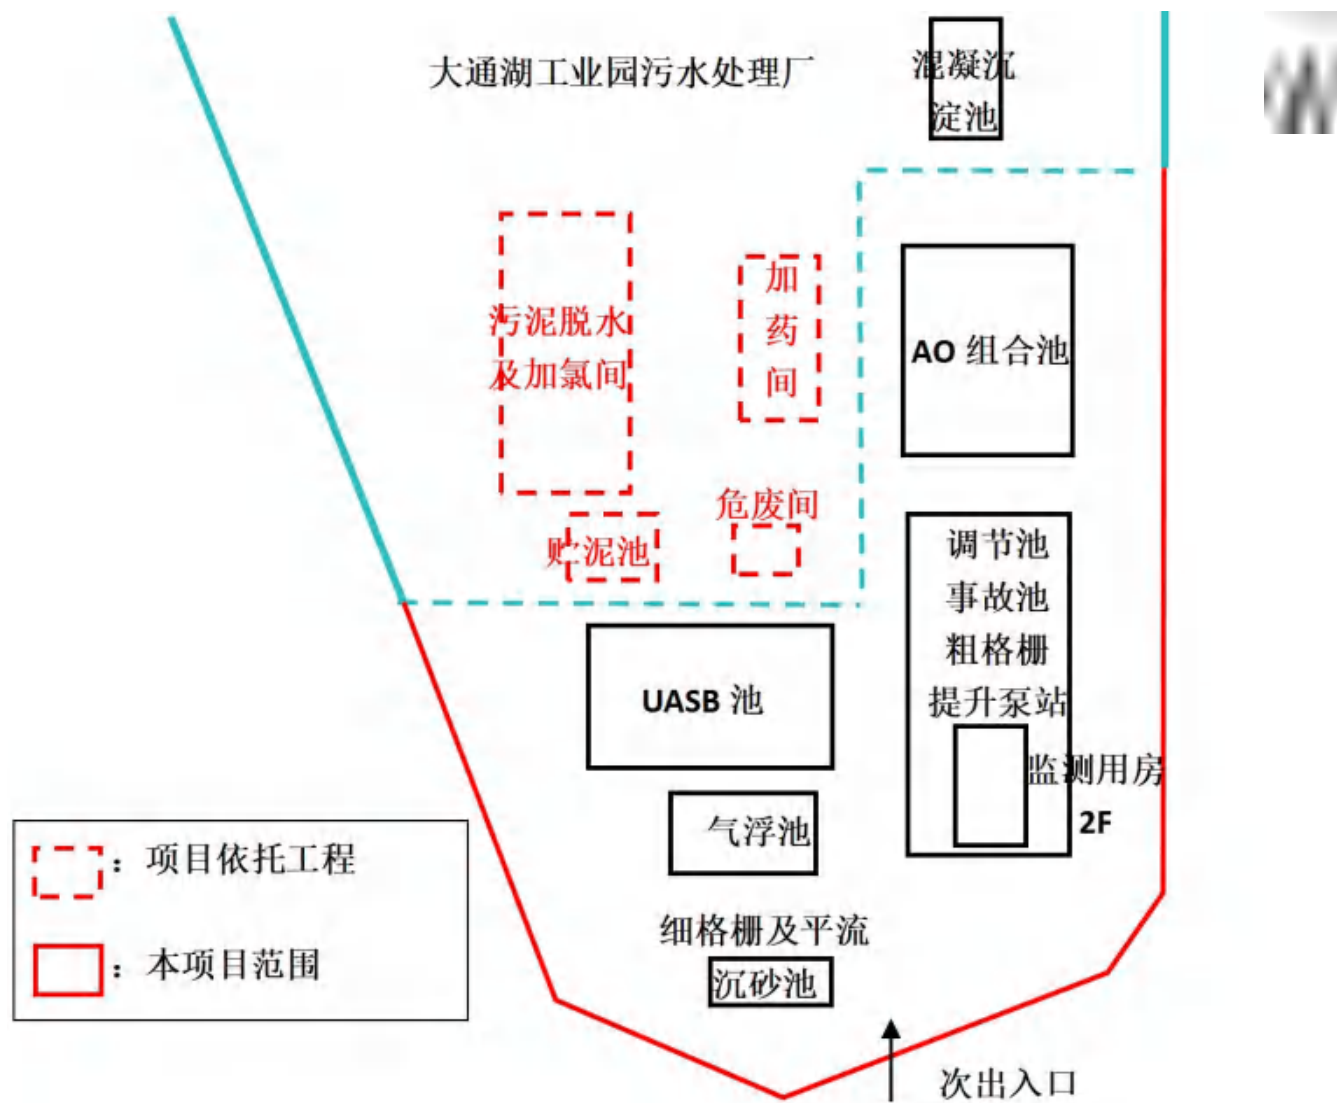 大通湖工业园污水处理厂
混凝沉
淀池
污泥脱水
及加氯间
加
药
间
AO 组合池
危废间
贮泥池
调节池
事故池
粗格栅
提升泵站
UASB 池
监测用房
2F
气浮池
：项目依托工程
：本项目范围
细格栅及平流
沉砂池
次出入口